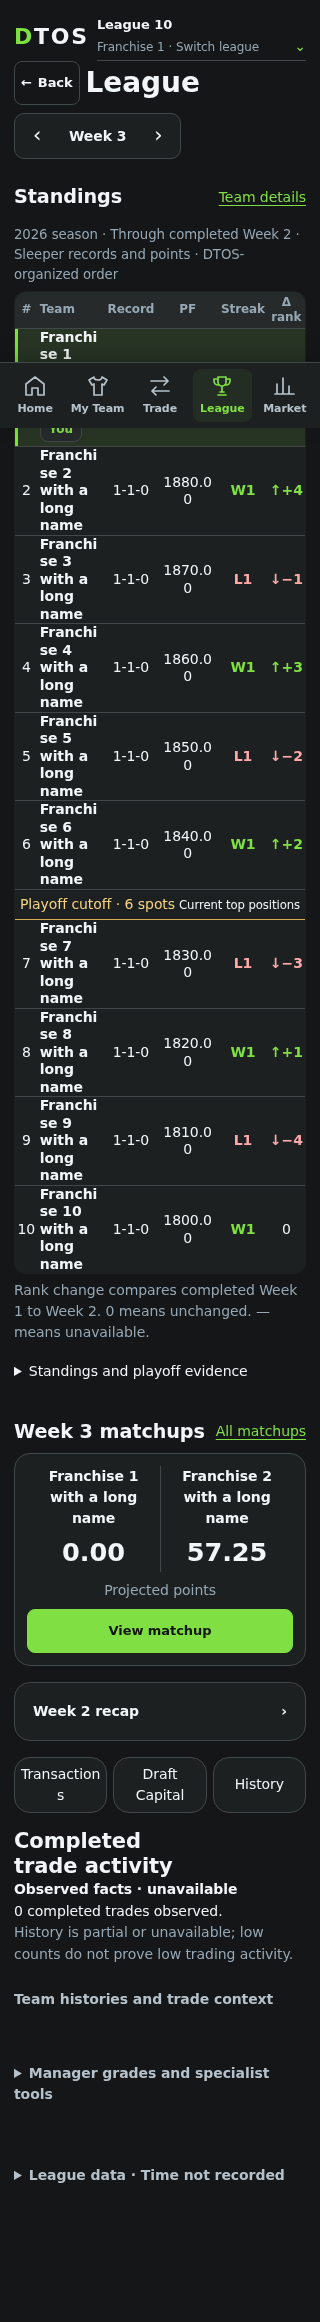 DTOS
League 10
Franchise 1 · Switch league ⌄
← Back
League
‹ Week 3 ›
Standings
Team details
2026 season · Through completed Week 2 ·
Sleeper records and points · DTOS-
organized order
# Team Record PF Streak Δ
rank
Franchi
se 1
Home My Team Trade League Market
You
Franchi
se 2
2 with a 1-1-0 1880.0
0 W1 ↑+4
long
name
Franchi
se 3
3 with a 1-1-0 1870.0
0 L1 ↓−1
long
name
Franchi
se 4
4 with a 1-1-0 1860.0
0 W1 ↑+3
long
name
Franchi
se 5
5 with a 1-1-0 1850.0
0 L1 ↓−2
long
name
Franchi
se 6
6 with a 1-1-0 1840.0
0 W1 ↑+2
long
name
Playoff cutoff · 6 spots Current top positions
Franchi
se 7
7 with a 1-1-0 1830.0
0 L1 ↓−3
long
name
Franchi
se 8
8 with a 1-1-0 1820.0
0 W1 ↑+1
long
name
Franchi
se 9
9 with a 1-1-0 1810.0
0 L1 ↓−4
long
name
Franchi
se 10
10 with a 1-1-0 1800.0
0 W1 0
long
name
Rank change compares completed Week
1 to Week 2. 0 means unchanged. —
means unavailable.
▶ Standings and playoff evidence
Week 3 matchups
All matchups
Franchise 1
with a long
name
0.00
Franchise 2
with a long
name
57.25
Projected points
View matchup
Week 2 recap ›
Transaction
s
Draft
Capital
History
Completed
trade activity
Observed facts · unavailable
0 completed trades observed.
History is partial or unavailable; low
counts do not prove low trading activity.
Team histories and trade context
▶ Manager grades and specialist
tools
▶ League data · Time not recorded